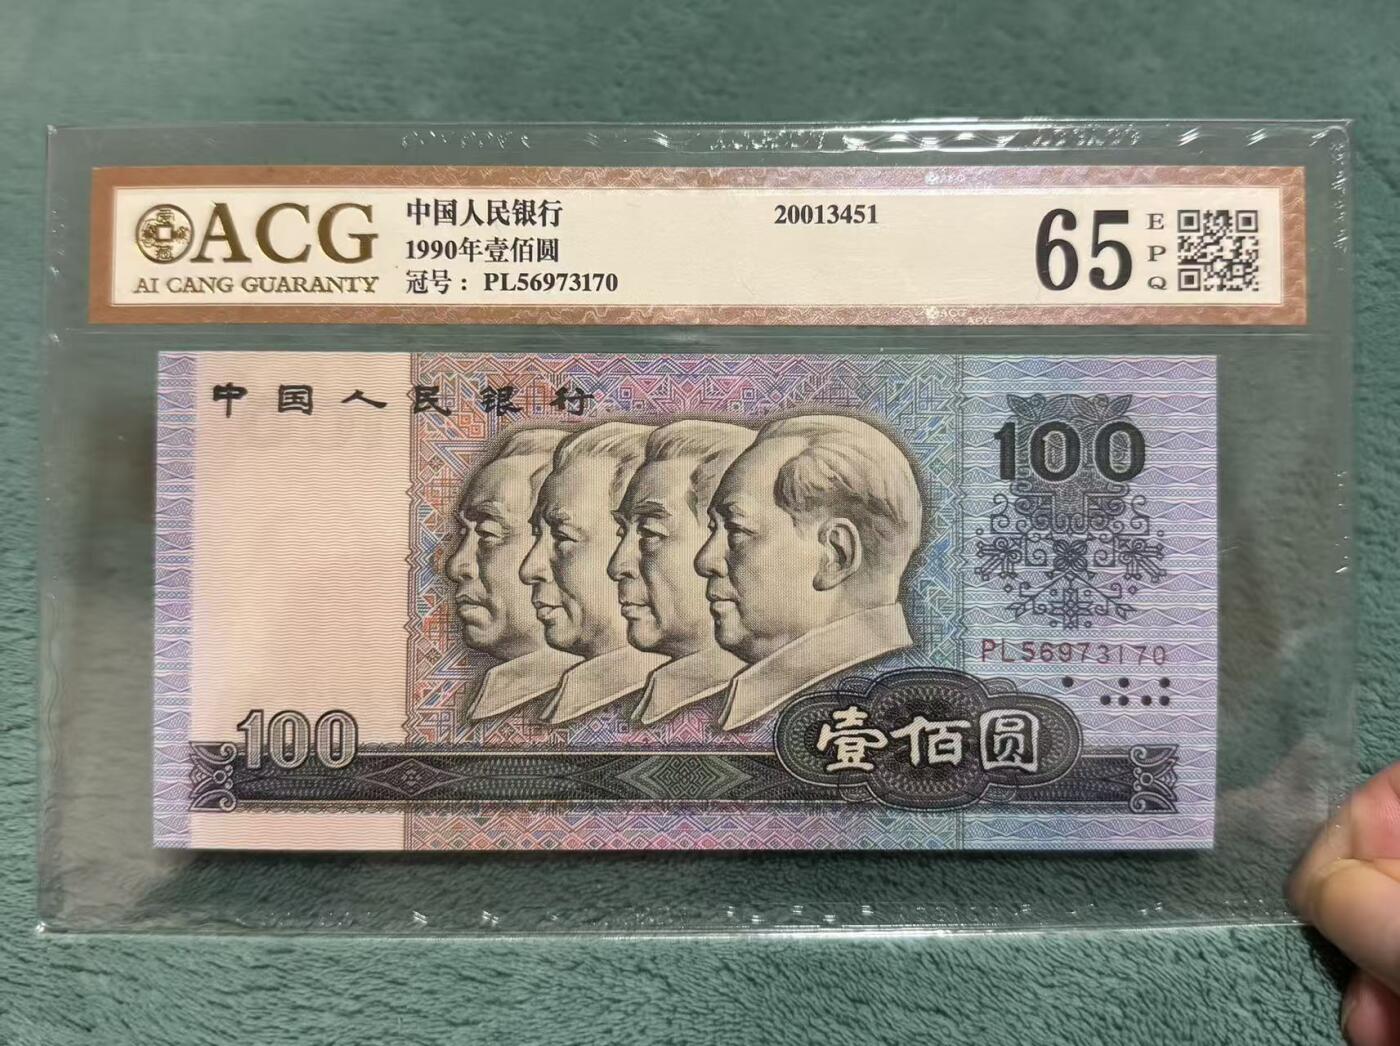 ACG
AI CANG GUARANTY
中国人民银行
1990年壹佰圆
冠号： PL56973170
20013451
65
E
P
Q
中国人民银行
100
PL56973170
100
壹佰圆